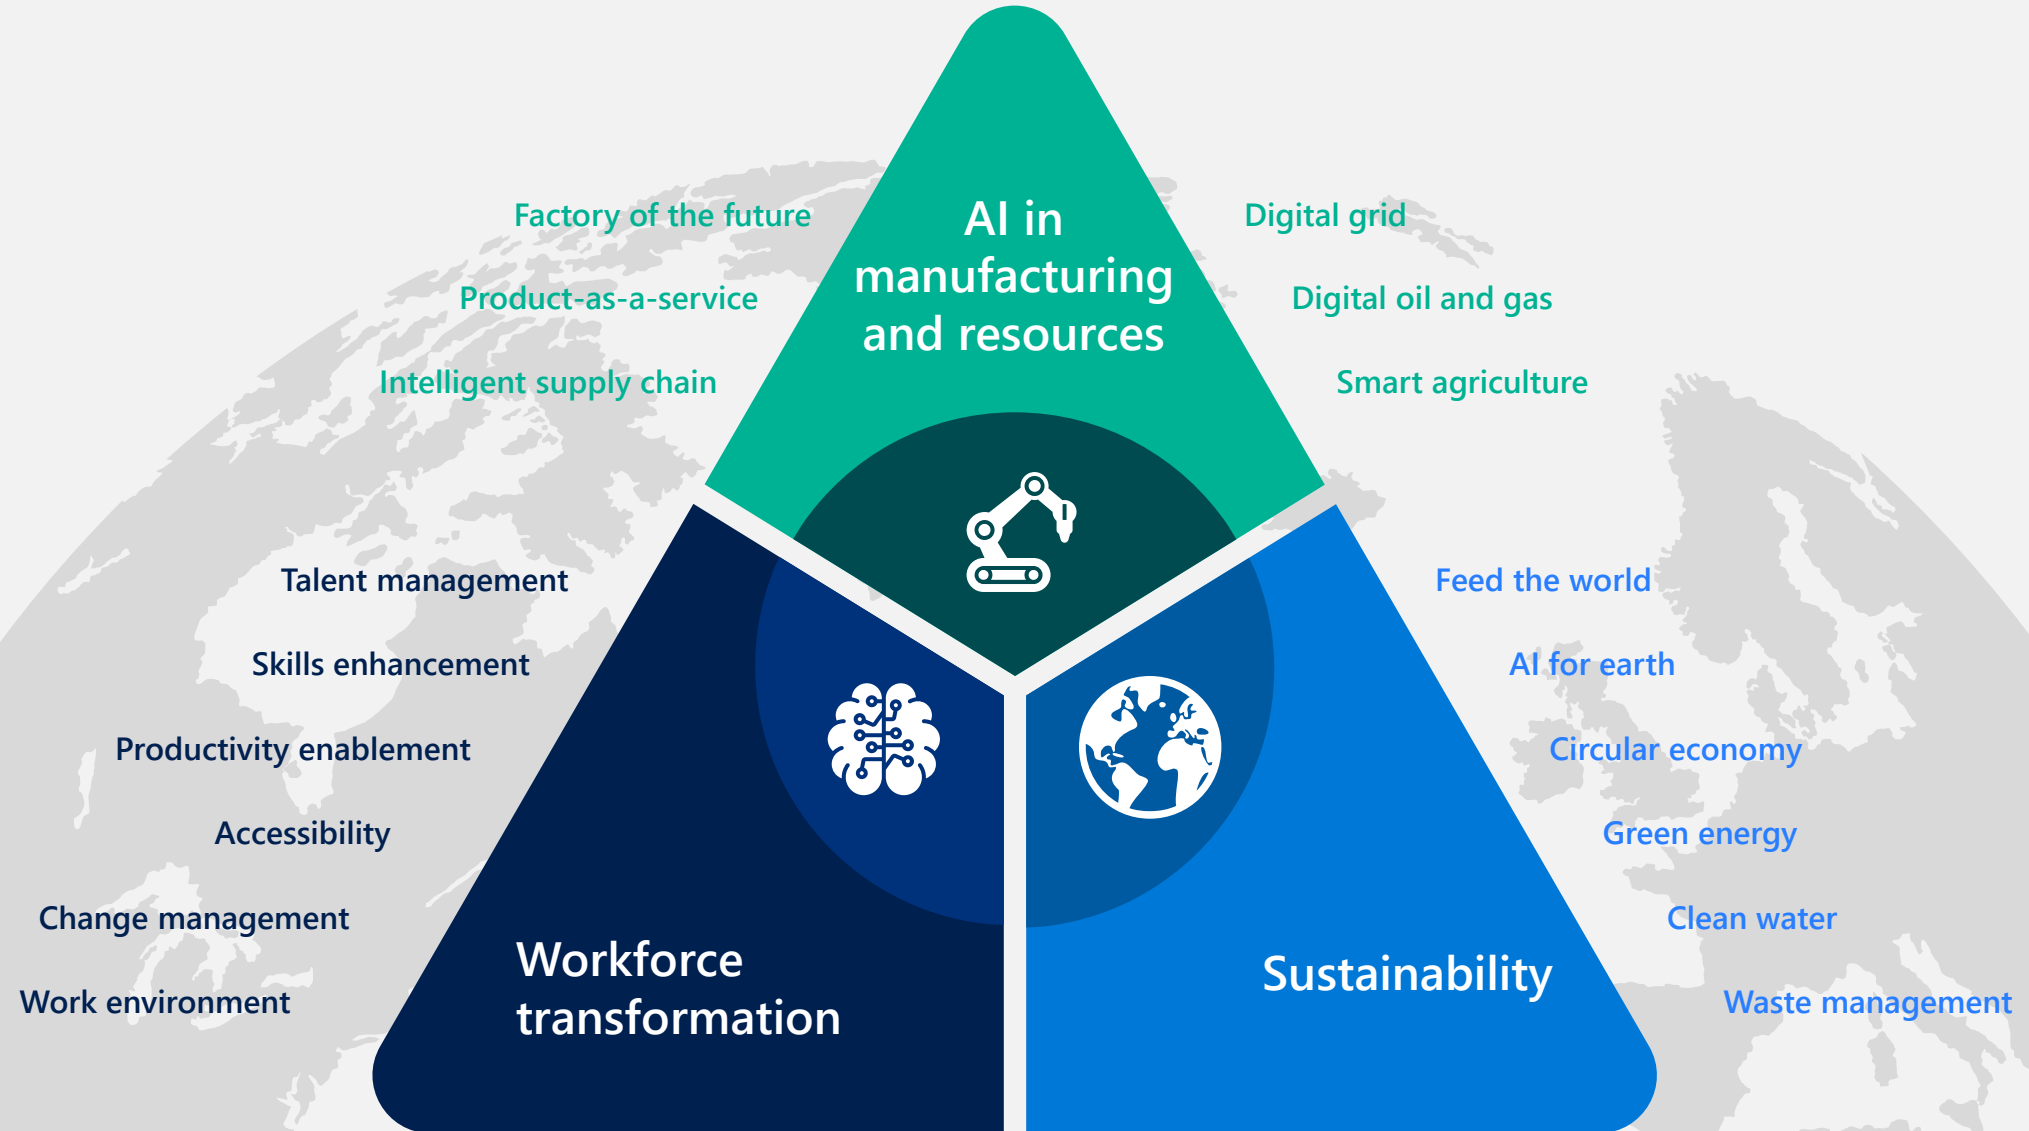 AI in
manufacturing
and resources
Factory of the future
Product-as-a-service
Intelligent supply chain
Digital grid
Digital oil and gas
Smart agriculture
Talent management
Skills enhancement
Productivity enablement
Accessibility
Change management
Work environment
Workforce
transformation
Sustainability
Feed the world
AI for earth
Circular economy
Green energy
Clean water
Waste management